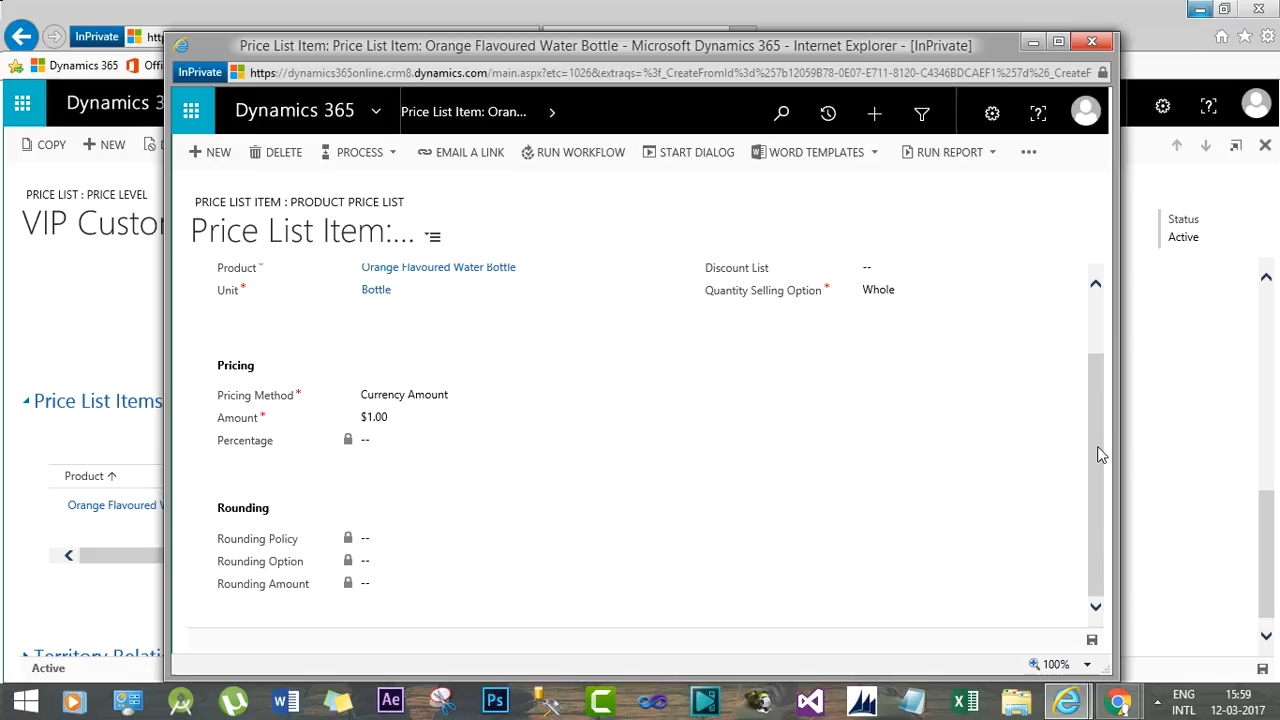 Price List Item: Price List Item: Orange Flavoured Water Bottle - Microsoft Dynamics 365 - Internet Explorer - [InPrivate]
InPrivate
InPrivate https://dynamics365online.crm8.dynamics.com/main.aspx?etc=1026&extraqs=%3f_CreateFromId%3d%257b12059B78-0E07-E711-8120-C4346BDCAEF1%257d%26_CreateF
Dynamics 365
Dynamics 365 Price List Item: Oran...
COPY NEW
NEW DELETE PROCESS EMAIL A LINK RUN WORKFLOW START DIALOG WORD TEMPLATES RUN REPORT •••
PRICE LIST : PRICE LEVEL
VIP Custo
PRICE LIST ITEM : PRODUCT PRICE LIST
Price List Item:...
Status
Active
Product* Orange Flavoured Water Bottle Discount List --
Unit* Bottle Quantity Selling Option* Whole
Pricing
Pricing Method* Currency Amount
Amount* $1.00
Percentage --
Price List Items
Product
Orange Flavoured
Rounding
Rounding Policy --
Rounding Option --
Rounding Amount --
Territory Relati
Active
100%
Ae Ps
ENG
INTL
15:59
12-03-2017